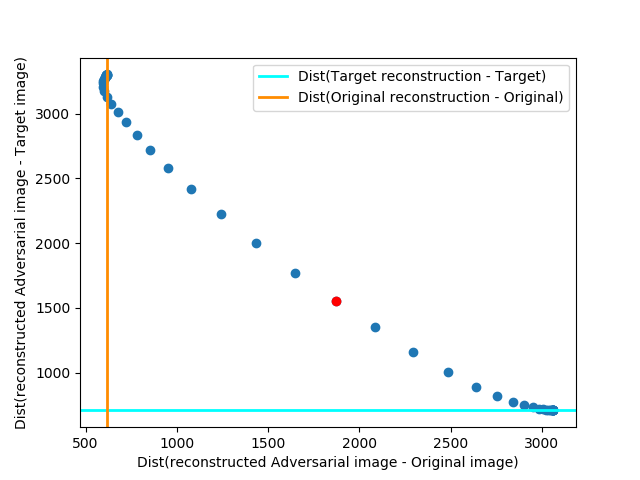 Dist(Target reconstruction - Target)
Dist(Original reconstruction - Original)
Dist(reconstructed Adversarial image - Target image)
3000
2500
2000
1500
1000
500
1000
1500
2000
2500
3000
Dist(reconstructed Adversarial image - Original image)